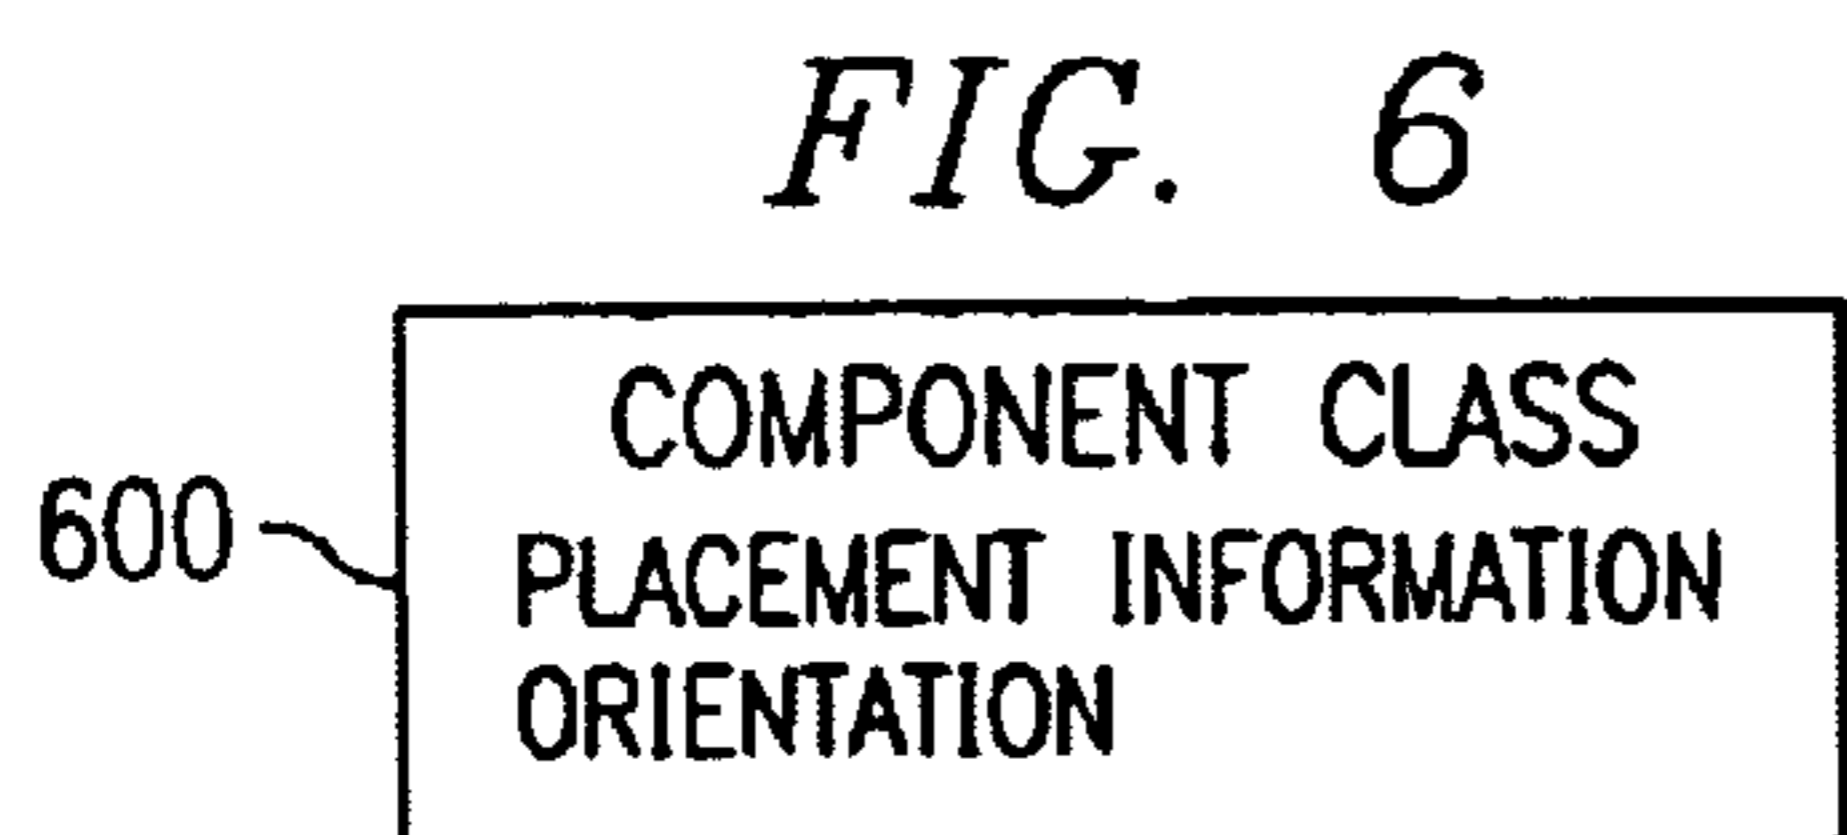 FIG. 6
COMPONENT CLASS
600
PLACEMENT INFORMATION
ORIENTATION